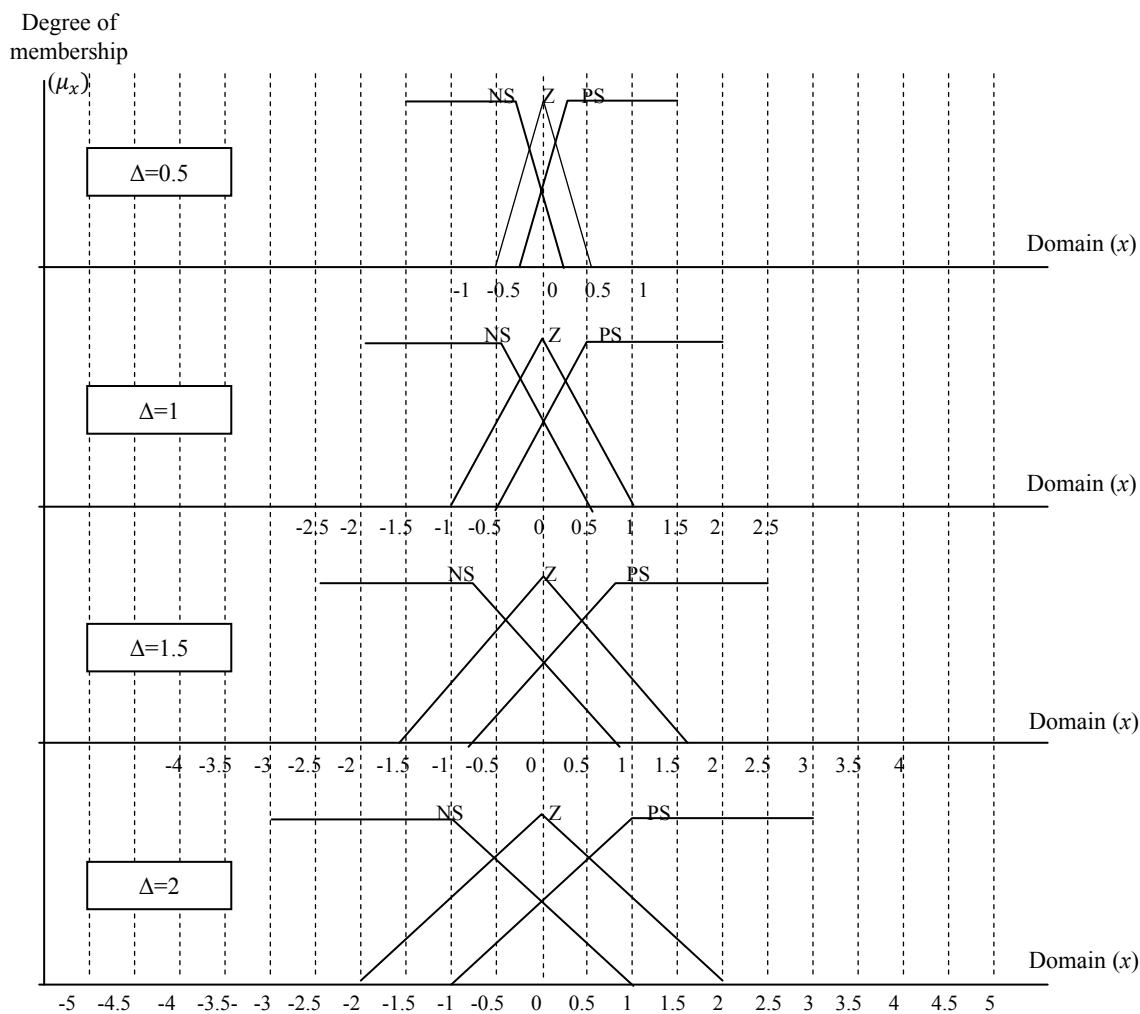 Degree of
membership
(μₓ)
NS Z PS
Δ=0.5
Domain (x)
-1 -0.5 0 0.5 1
NS Z PS
Δ=1
Domain (x)
-2.5 -2 -1.5 -1 -0.5 0 0.5 1 1.5 2 2.5
NS Z PS
Δ=1.5
Domain (x)
-4 -3.5 -3 -2.5 -2 -1.5 -1 -0.5 0 0.5 1 1.5 2 2.5 3 3.5 4
NS Z PS
Δ=2
Domain (x)
-5 -4.5 -4 -3.5 -3 -2.5 -2 -1.5 -1 -0.5 0 0.5 1 1.5 2 2.5 3 3.5 4 4.5 5